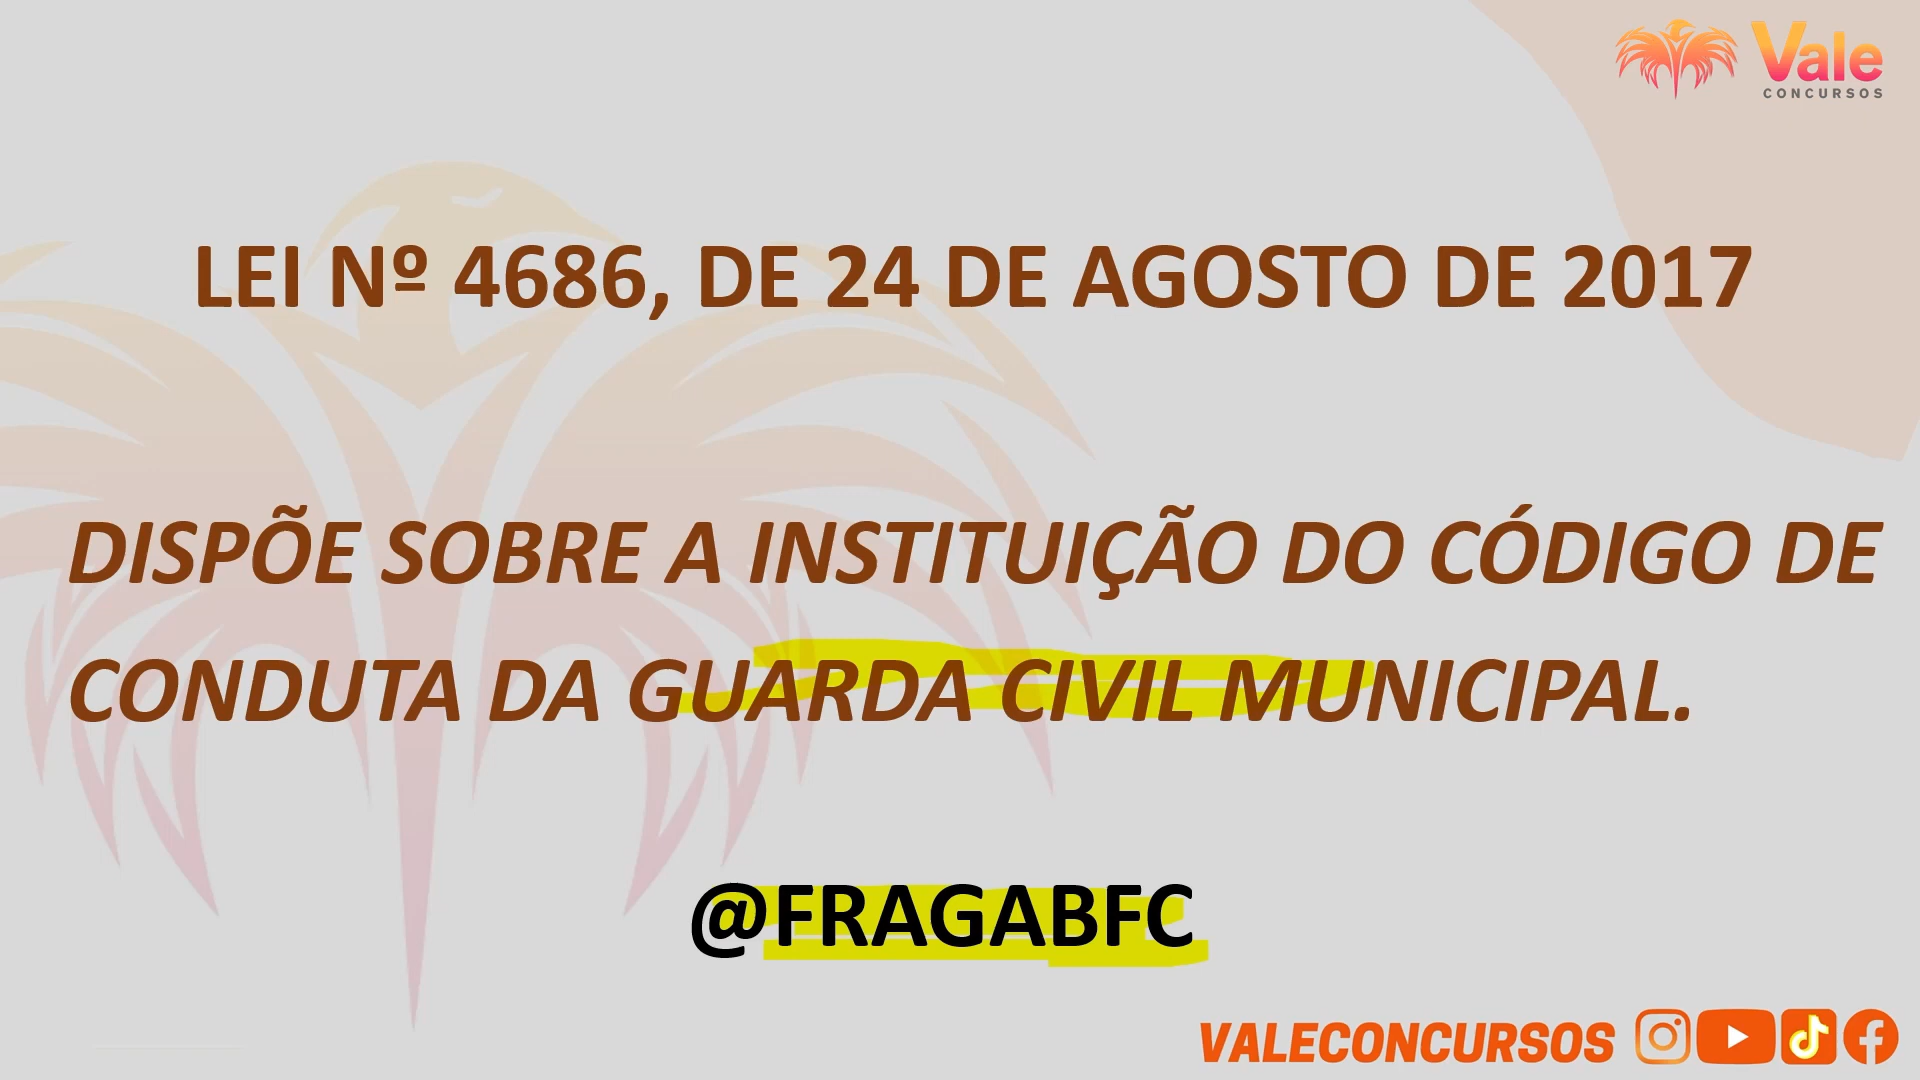 Vale
CONCURSOS
LEI Nº 4686, DE 24 DE AGOSTO DE 2017
DISPÕE SOBRE A INSTITUIÇÃO DO CÓDIGO DE
CONDUTA DA GUARDA CIVIL MUNICIPAL.
@FRAGABFC
VALECONCURSOS